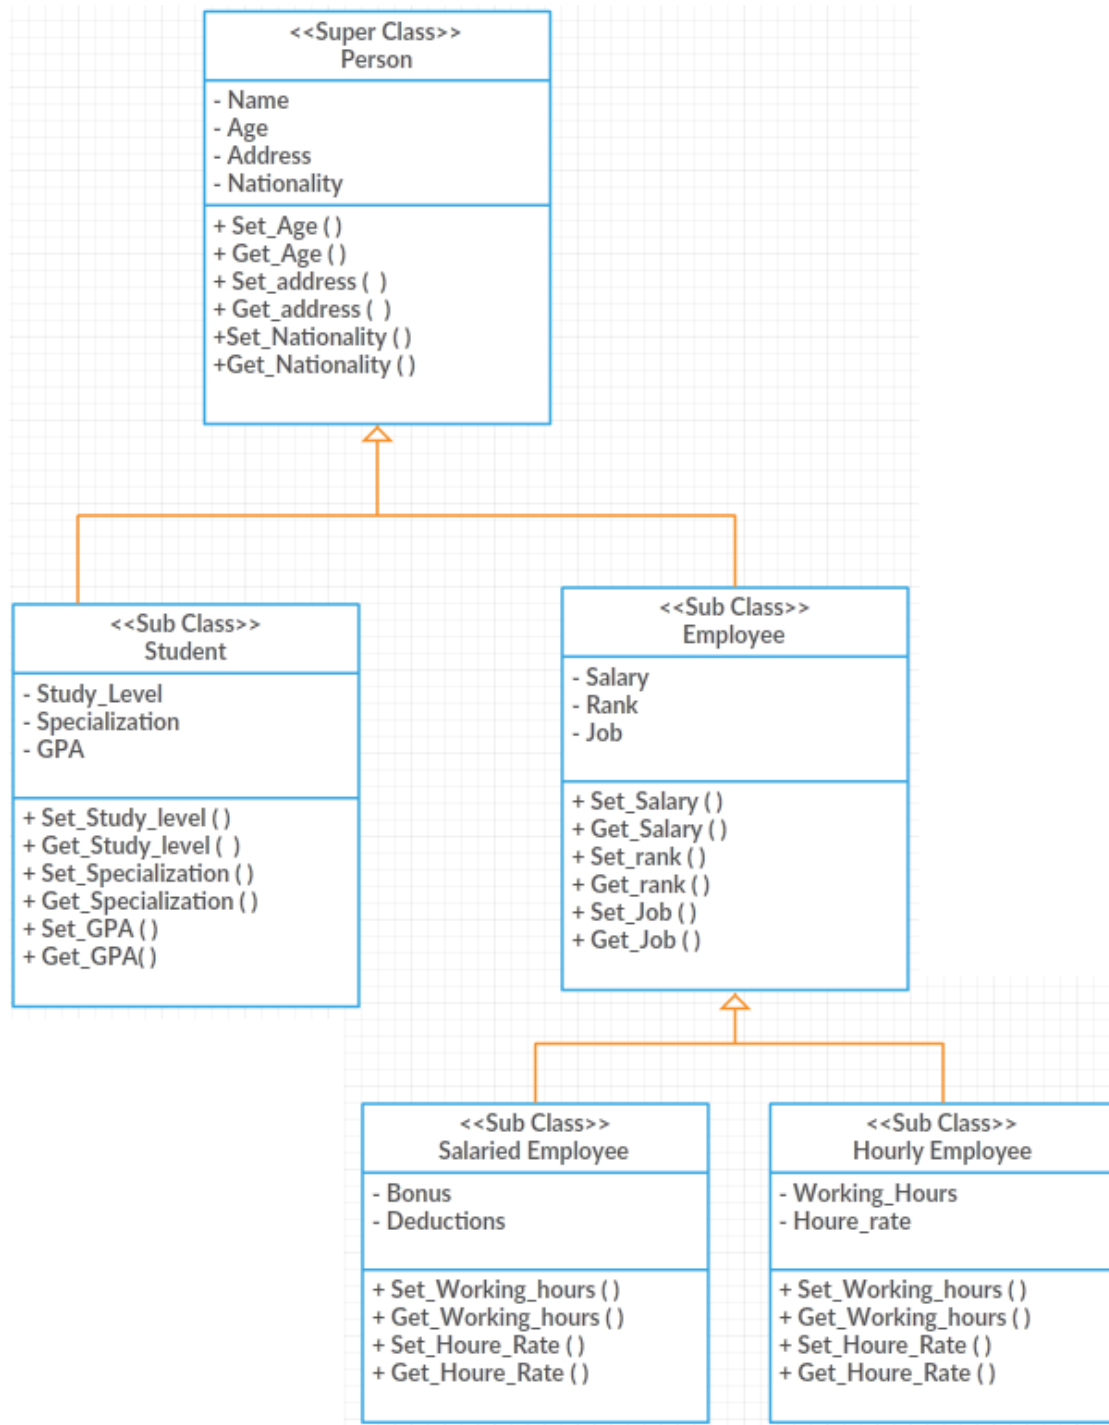 <<Super Class>>
Person
- Name
- Age
- Address
- Nationality
+ Set_Age ( )
+ Get_Age ( )
+ Set_address (  )
+ Get_address (  )
+Set_Nationality ( )
+Get_Nationality ( )
<<Sub Class>>
Student
- Study_Level
- Specialization
- GPA
+ Set_Study_level ( )
+ Get_Study_level (  )
+ Set_Specialization ( )
+ Get_Specialization ( )
+ Set_GPA ( )
+ Get_GPA( )
<<Sub Class>>
Employee
- Salary
- Rank
- Job
+ Set_Salary ( )
+ Get_Salary ( )
+ Set_rank ( )
+ Get_rank ( )
+ Set_Job ( )
+ Get_Job ( )
<<Sub Class>>
Salaried Employee
- Bonus
- Deductions
+ Set_Working_hours ( )
+ Get_Working_hours ( )
+ Set_Houre_Rate ( )
+ Get_Houre_Rate ( )
<<Sub Class>>
Hourly Employee
- Working_Hours
- Houre_rate
+ Set_Working_hours ( )
+ Get_Working_hours ( )
+ Set_Houre_Rate ( )
+ Get_Houre_Rate ( )